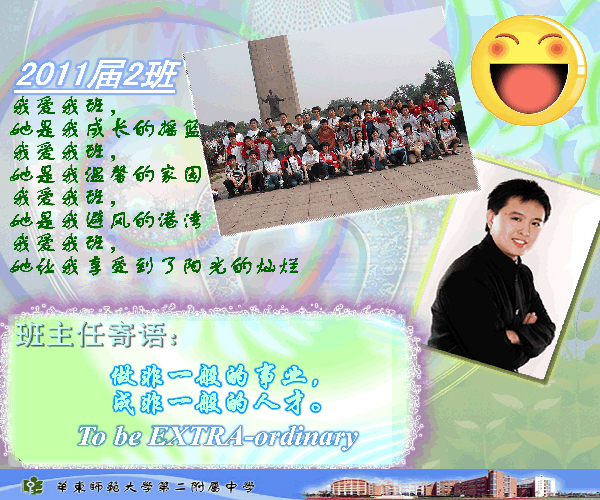 2011届2班
我爱我班，
她是我成长的摇篮
我爱我班，
她是我温馨的家园
我爱我班，
她是我避风的港湾
我爱我班，
她让我享受到了阳光的灿烂
班主任寄语：
做非一般的事业，
成非一般的人才。
To be EXTRA-ordinary
華東師範大学第二附屬中学